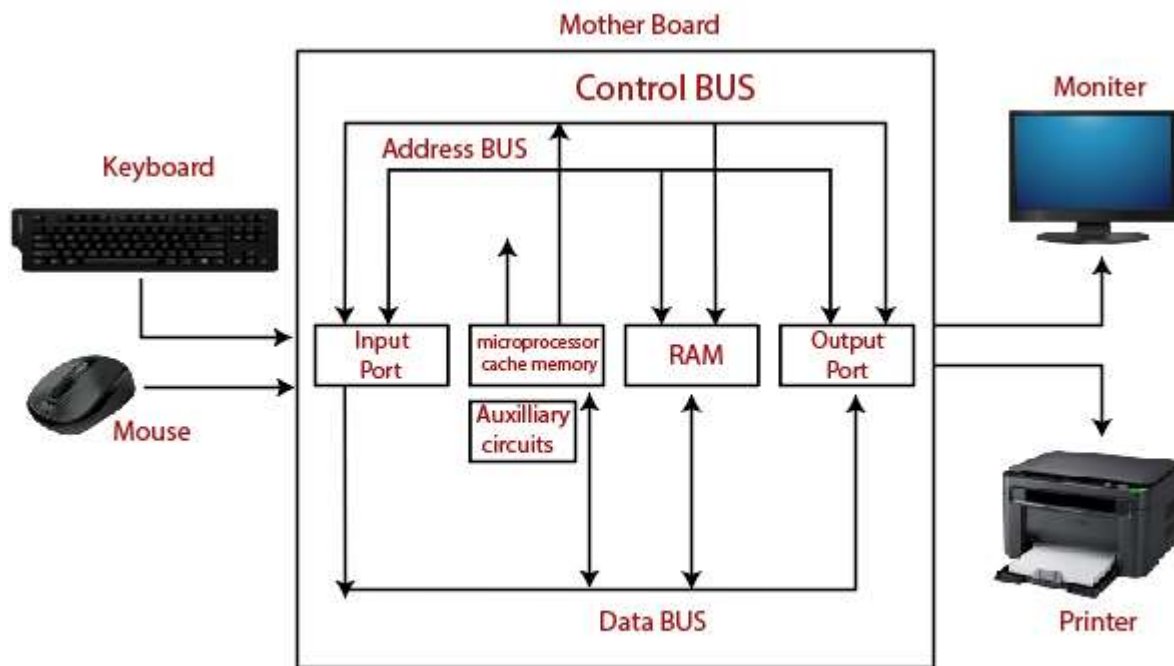 Mother Board
Control BUS
Moniter
Address BUS
Keyboard
Input
Port
microprocessor
cache memory
RAM
Output
Port
Auxilliary
circuits
Mouse
Data BUS
Printer